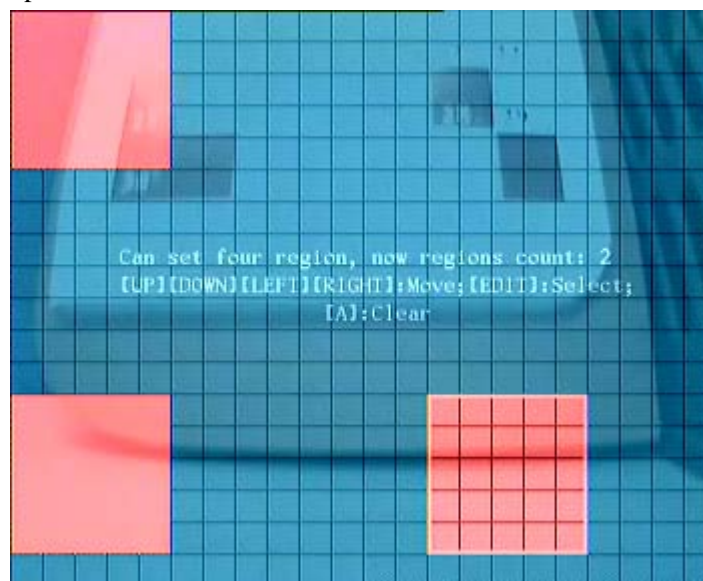 Can set four region, now regions count: 2
[UP][DOWN][LEFT][RIGHT]:Move;[EDIT]:Select;
[A]:Clear